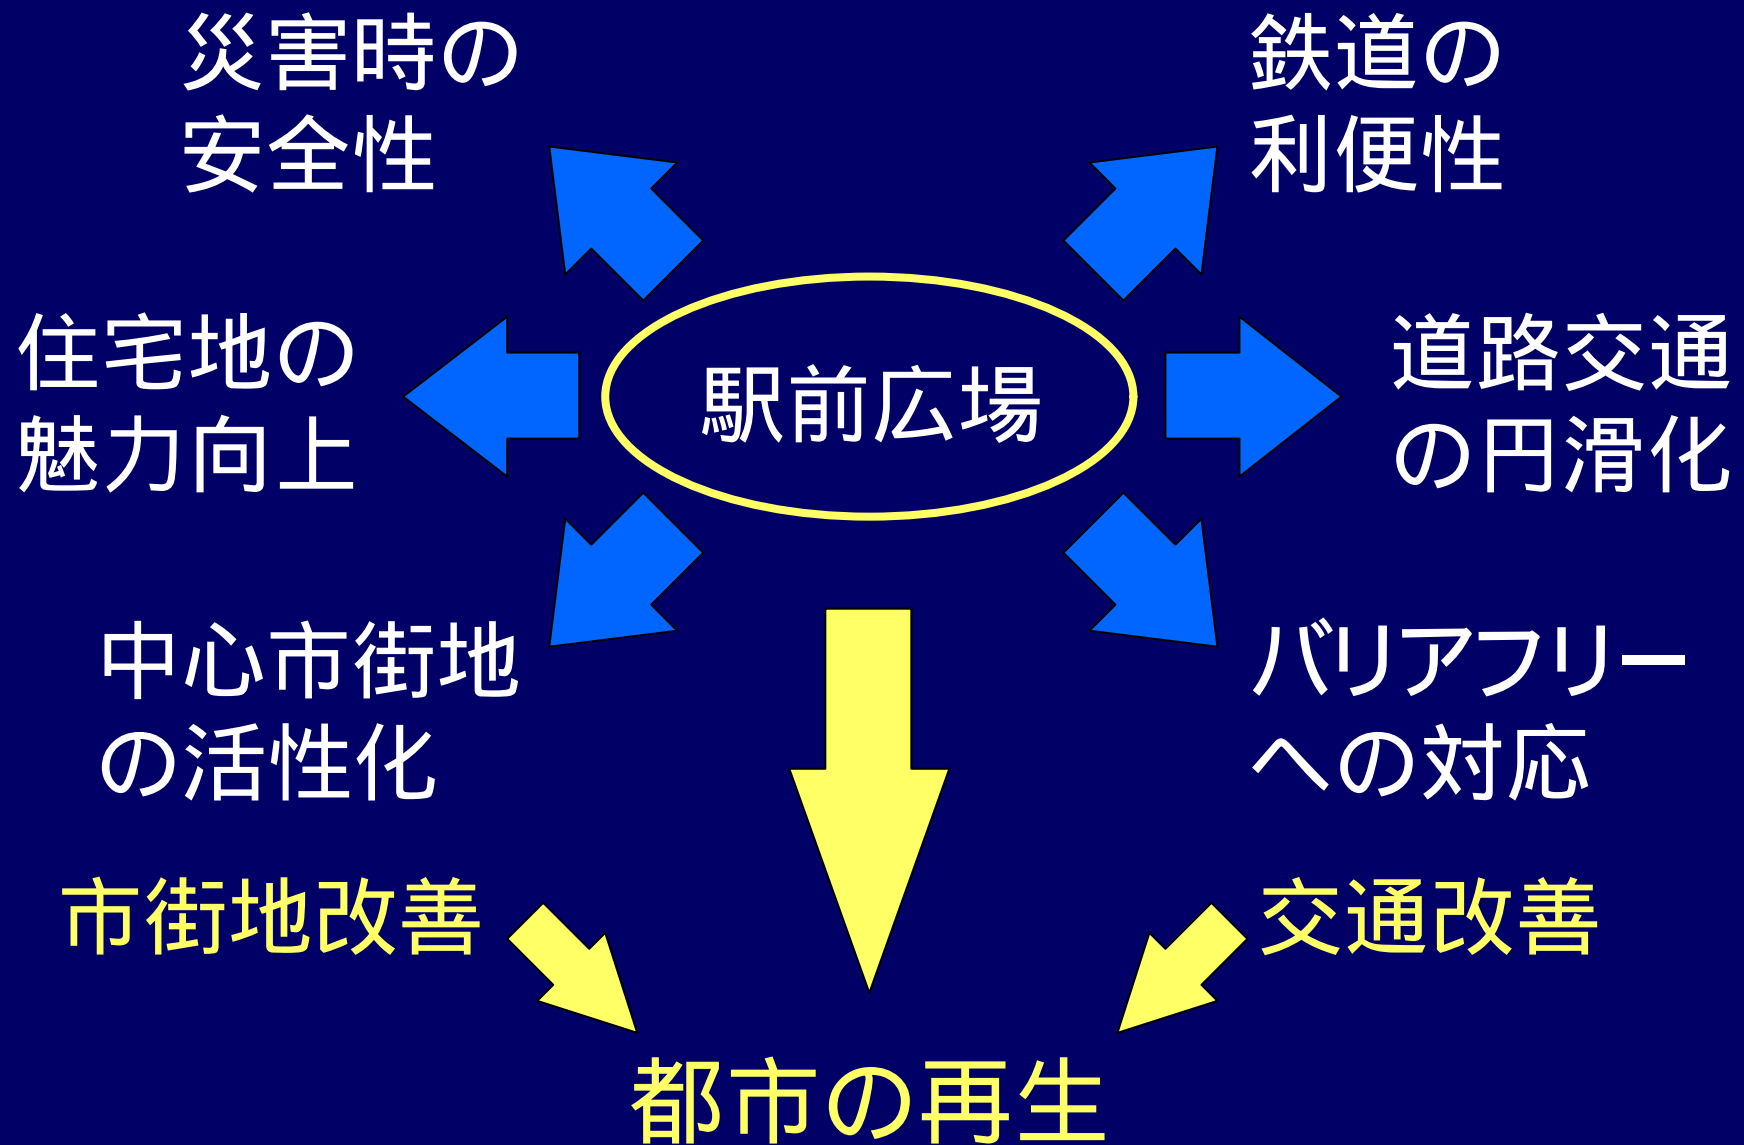 災害時の
安全性
鉄道の
利便性
住宅地の
魅力向上
駅前広場
道路交通
の円滑化
中心市街地
の活性化
バリアフリー
への対応
市街地改善
交通改善
都市の再生